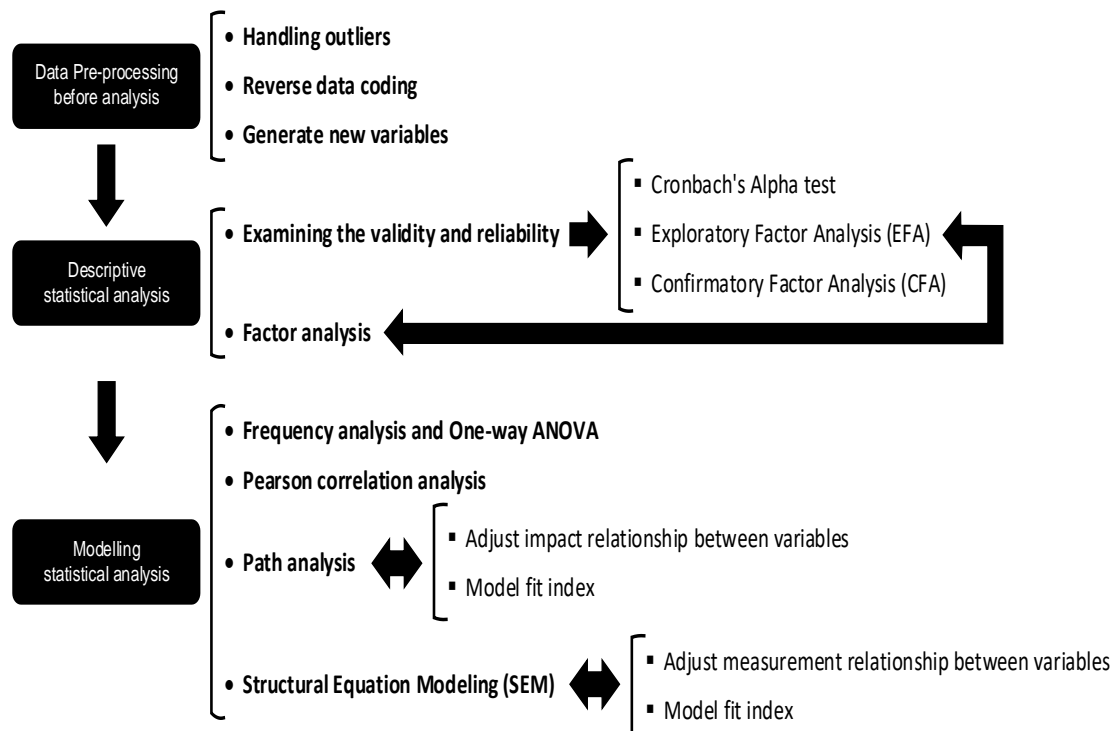 Data Pre-processing
before analysis
• Handling outliers
• Reverse data coding
• Generate new variables
Descriptive
statistical analysis
• Examining the validity and reliability
▪ Cronbach's Alpha test
▪ Exploratory Factor Analysis (EFA)
▪ Confirmatory Factor Analysis (CFA)
• Factor analysis
Modelling
statistical analysis
• Frequency analysis and One-way ANOVA
• Pearson correlation analysis
• Path analysis
▪ Adjust impact relationship between variables
▪ Model fit index
• Structural Equation Modeling (SEM)
▪ Adjust measurement relationship between variables
▪ Model fit index